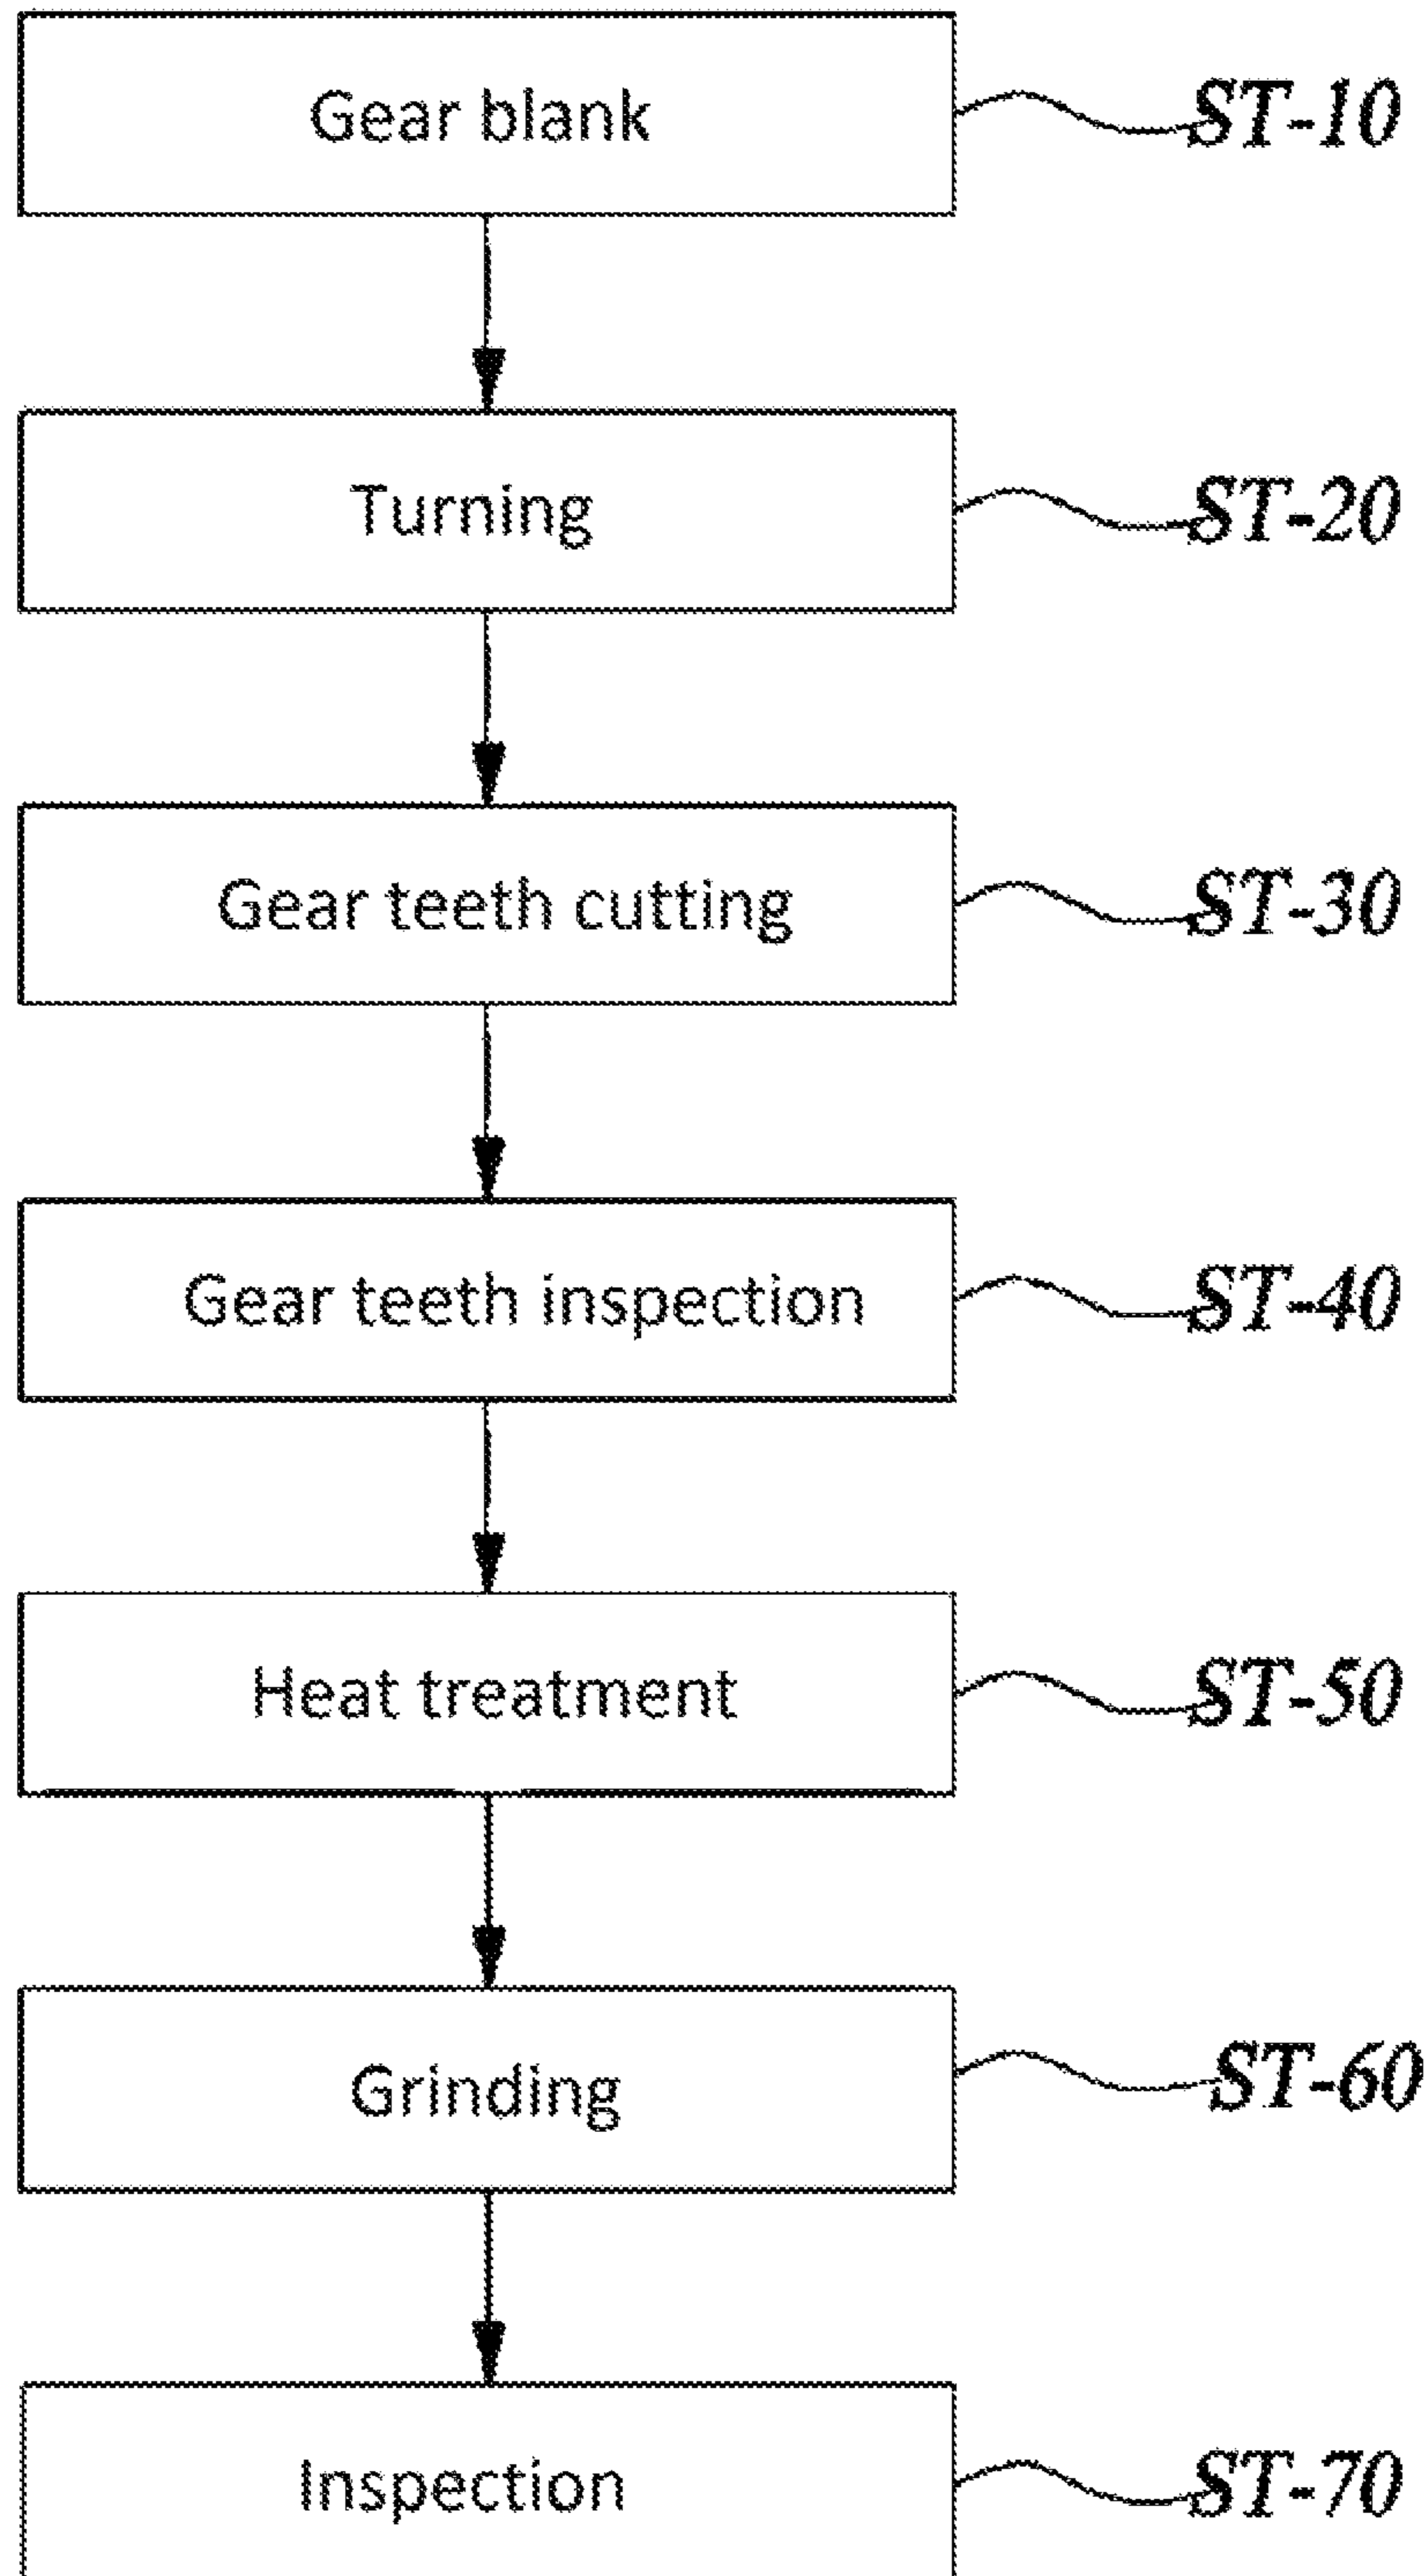 Gear blank
ST-10
Turning
ST-20
Gear teeth cutting
ST-30
Gear teeth inspection
ST-40
Heat treatment
ST-50
Grinding
ST-60
Inspection
ST-70